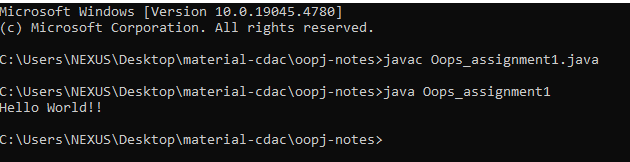 Microsoft Windows [Version 10.0.19045.4780]
(c) Microsoft Corporation. All rights reserved.
C:\Users\NEXUS\Desktop\material-cdac\oopj-notes>javac Oops_assignment1.java
C:\Users\NEXUS\Desktop\material-cdac\oopj-notes>java Oops_assignment1
Hello World!!
C:\Users\NEXUS\Desktop\material-cdac\oopj-notes>